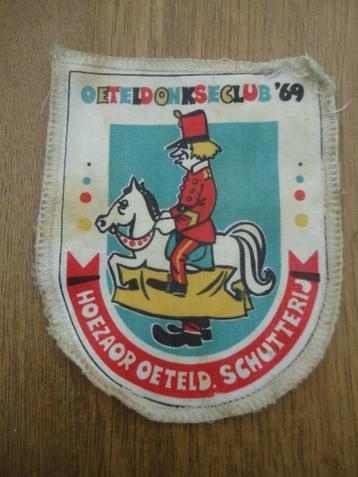 OETELDONKSECLUB '69
HOEZAOR OETELD. SCHUTTERIJ